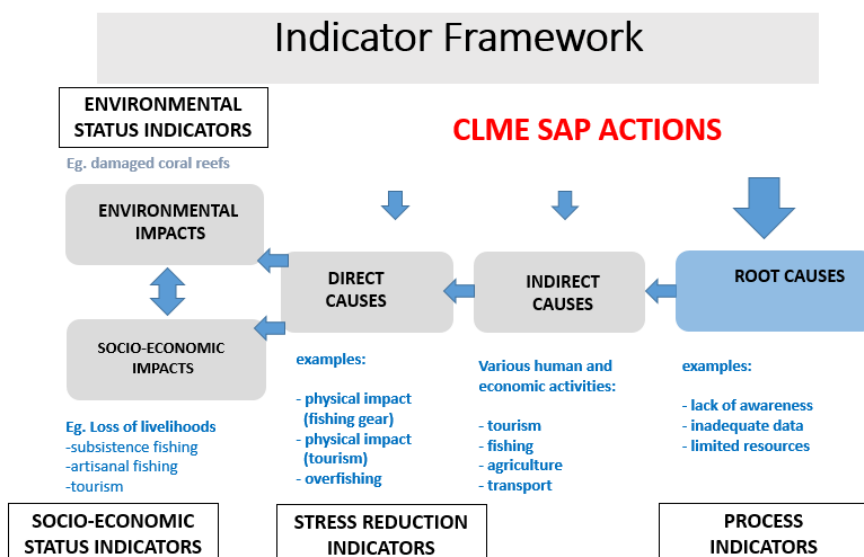 Indicator Framework
ENVIRONMENTAL
STATUS INDICATORS
CLME SAP ACTIONS
Eg. damaged coral reefs
ENVIRONMENTAL
IMPACTS
DIRECT
CAUSES
INDIRECT
CAUSES
ROOT CAUSES
SOCIO-ECONOMIC
IMPACTS
Eg. Loss of livelihoods
-subsistence fishing
-artisanal fishing
-tourism
examples:
- physical impact
(fishing gear)
- physical impact
(tourism)
- overfishing
Various human and
economic activities:
- tourism
- fishing
- agriculture
- transport
examples:
- lack of awareness
- inadequate data
- limited resources
SOCIO-ECONOMIC
STATUS INDICATORS
STRESS REDUCTION
INDICATORS
PROCESS
INDICATORS